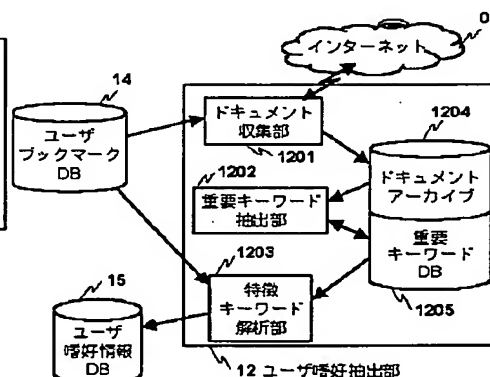 0
インターネット
14
ユーザ
ブックマーク
DB
ドキュメント
収集部
1201
1204
ドキュメント
アーカイブ
1202
重要キーワード
抽出部
重要
キーワード
DB
1205
1203
特徴
キーワード
解析部
15
ユーザ
嗜好情報
DB
12 ユーザ嗜好抽出部